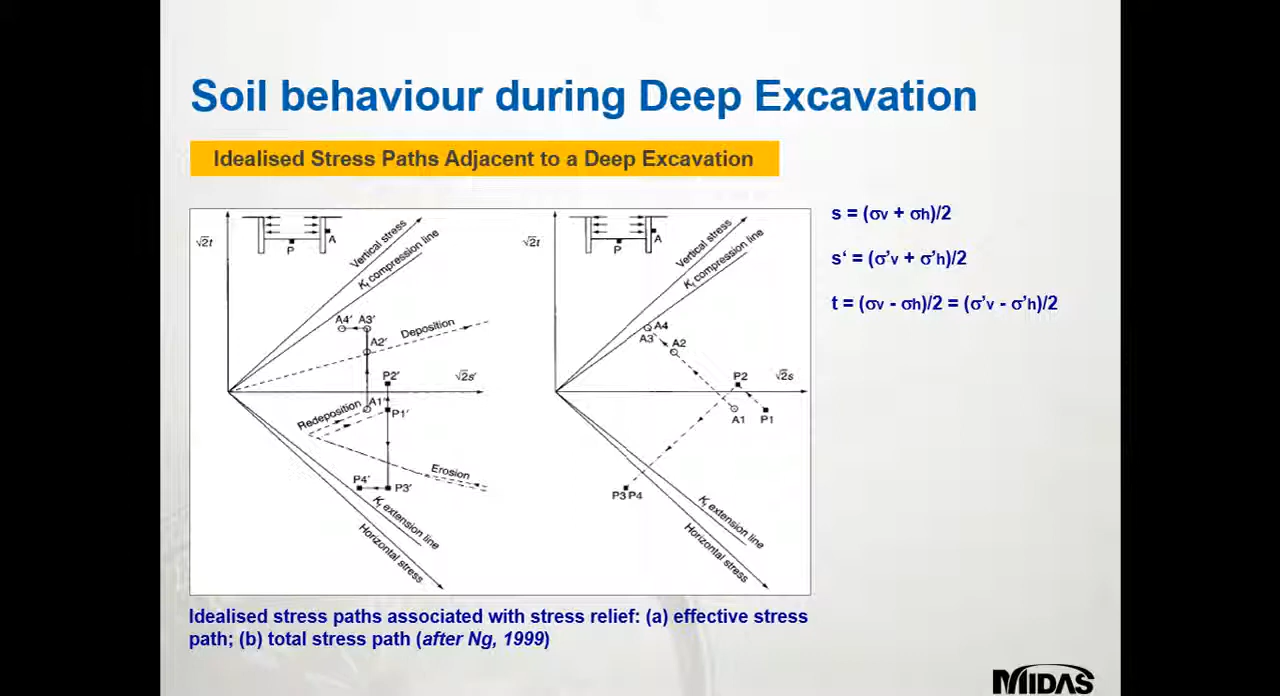 Soil behaviour during Deep Excavation
Idealised Stress Paths Adjacent to a Deep Excavation
√2t
A
P
Vertical stress
Kf compression line
A4′ A3′
Deposition
A2′
P2′
√2s′
Redeposition
A1′
P1′
Erosion
P4′
P3′
Kf extension line
Horizontal stress
√2t
A
P
Vertical stress
Kf compression line
A4
A3
A2
P2
√2s
A1
P1
P3 P4
Kf extension line
Horizontal stress
s = (σv + σh)/2
s‘ = (σ’v + σ’h)/2
t = (σv - σh)/2 = (σ’v - σ’h)/2
Idealised stress paths associated with stress relief: (a) effective stress
path; (b) total stress path (after Ng, 1999)
MIDAS